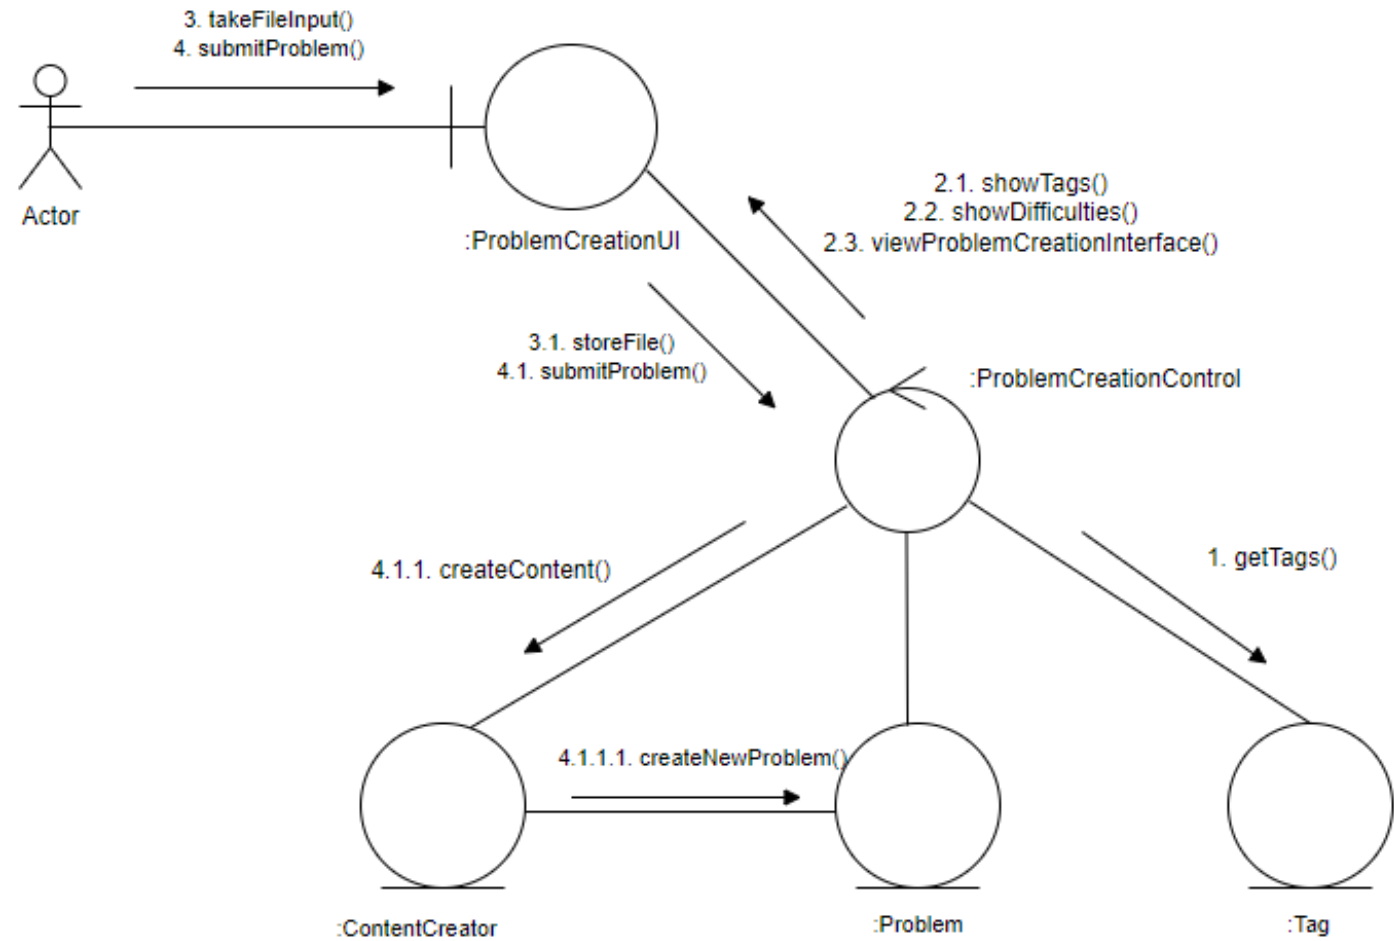 3. takeFileInput()
4. submitProblem()
Actor
:ProblemCreationUI
2.1. showTags()
2.2. showDifficulties()
2.3. viewProblemCreationInterface()
3.1. storeFile()
4.1. submitProblem()
:ProblemCreationControl
4.1.1. createContent()
1. getTags()
4.1.1.1. createNewProblem()
:ContentCreator
:Problem
:Tag